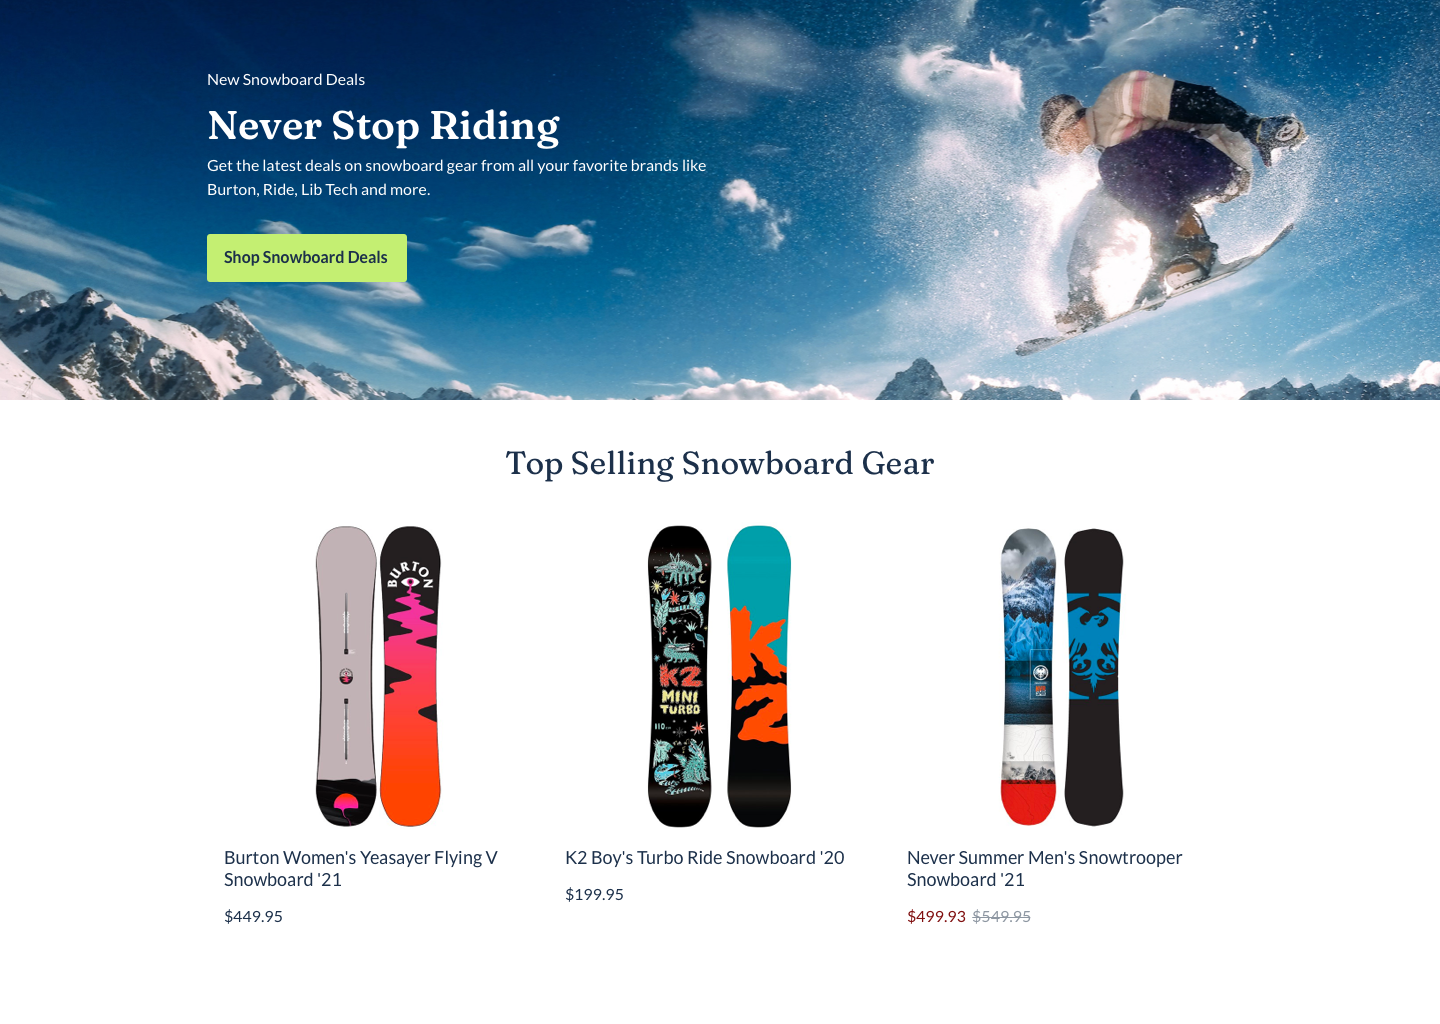 New Snowboard Deals
Never Stop Riding
Get the latest deals on snowboard gear from all your favorite brands like
Burton, Ride, Lib Tech and more.
Shop Snowboard Deals
Top Selling Snowboard Gear
BURTON
K2
MINI
TURBO
110
K2
Burton Women's Yeasayer Flying V
Snowboard '21
$449.95
K2 Boy's Turbo Ride Snowboard '20
$199.95
Never Summer Men's Snowtrooper
Snowboard '21
$499.93 $549.95